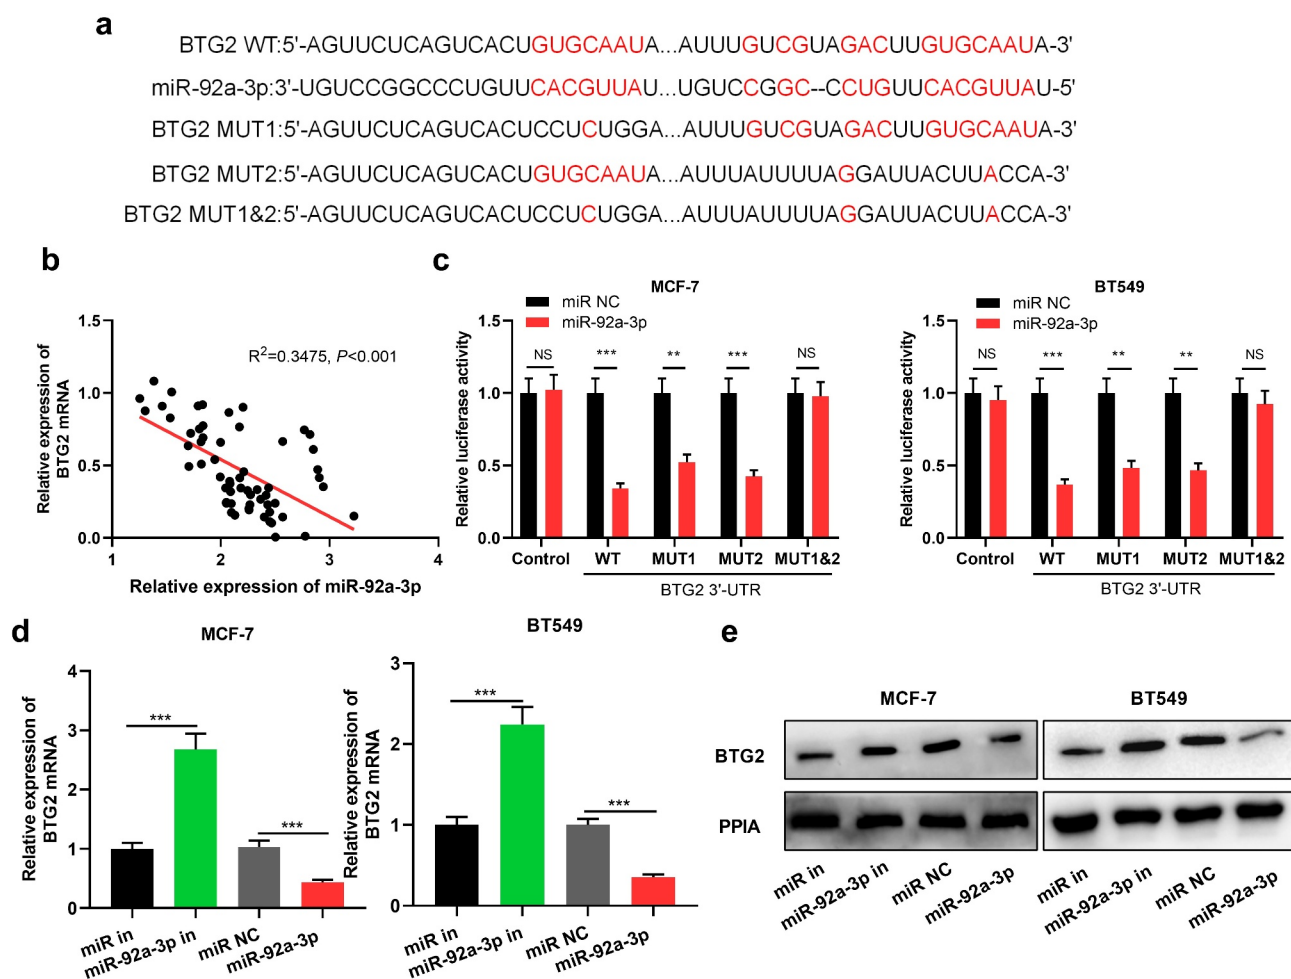 a
BTG2 WT:5'-AGUUCUCAGUCACUGUGCAAUA...AUUUGUCGUAGACUUGUGCAAUA-3'
miR-92a-3p:3'-UGUCCGGCCCUGUUCACGUUAU...UGUCCGGC--CCUGUUCACGUUAU-5'
BTG2 MUT1:5'-AGUUCUCAGUCACUCCUCUGGA...AUUUGUCGUAGACUUGUGCAAUA-3'
BTG2 MUT2:5'-AGUUCUCAGUCACUGUGCAAUA...AUUUAUUUUAGGAUUACUUACCA-3'
BTG2 MUT1&2:5'-AGUUCUCAGUCACUCCUCUGGA...AUUUAUUUUAGGAUUACUUACCA-3'
b
Relative expression of
BTG2 mRNA
1.5
1.0
0.5
0.0
R²=0.3475, P<0.001
1 2 3 4
Relative expression of miR-92a-3p
c
MCF-7
miR NC
miR-92a-3p
Relative luciferase activity
1.5
1.0
0.5
0.0
NS *** ** *** NS
Control WT MUT1 MUT2 MUT1&2
BTG2 3'-UTR
BT549
miR NC
miR-92a-3p
Relative luciferase activity
1.5
1.0
0.5
0.0
NS *** ** ** NS
Control WT MUT1 MUT2 MUT1&2
BTG2 3'-UTR
d
MCF-7
Relative expression of
BTG2 mRNA
4
3
2
1
0
***
***
miR in miR-92a-3p in miR NC miR-92a-3p
BT549
Relative expression of
BTG2 mRNA
3
2
1
0
***
***
miR in miR-92a-3p in miR NC miR-92a-3p
e
MCF-7 BT549
BTG2
PPIA
miR in miR-92a-3p in miR NC miR-92a-3p miR in miR-92a-3p in miR NC miR-92a-3p